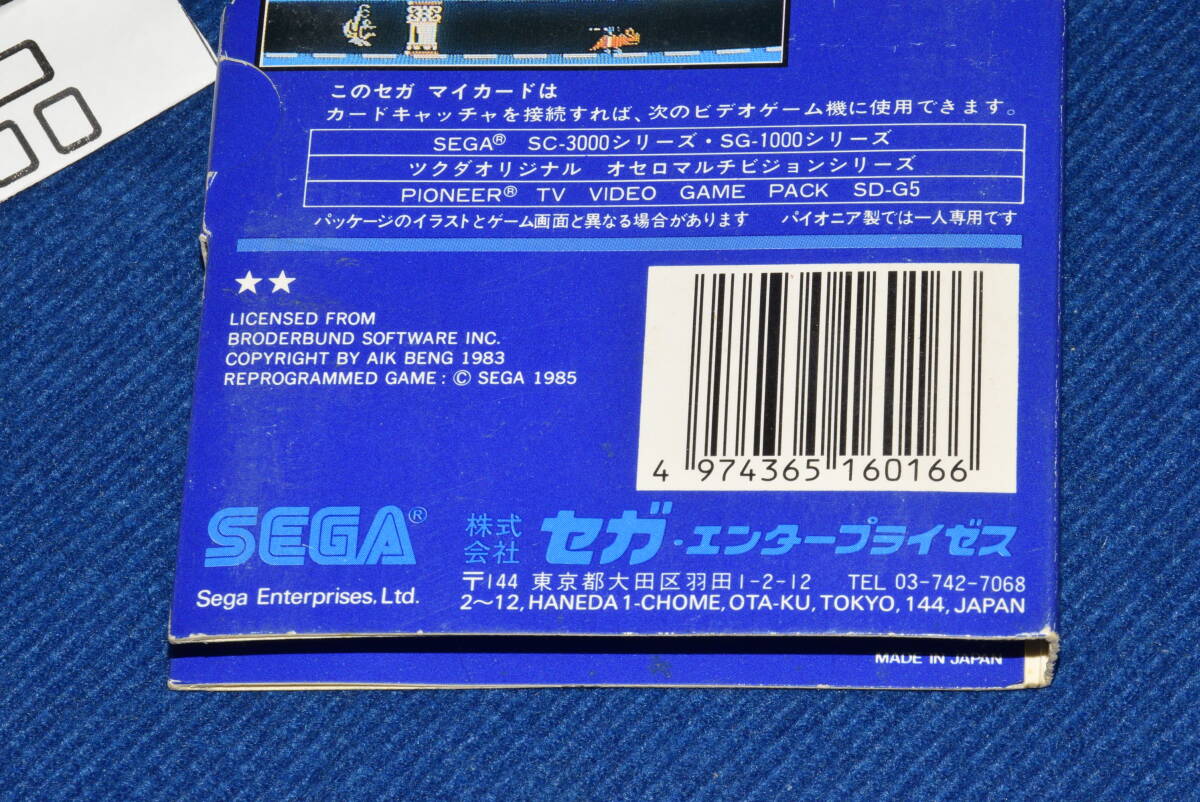 このセガ マイカードは
カードキャッチャを接続すれば、次のビデオゲーム機に使用できます。
SEGA® SC-3000シリーズ・SG-1000シリーズ
ツクダオリジナル オセロマルチビジョンシリーズ
PIONEER® TV VIDEO GAME PACK SD-G5
パッケージのイラストとゲーム画面と異なる場合があります パイオニア製では一人専用です
★★
LICENSED FROM
BRODERBUND SOFTWARE INC.
COPYRIGHT BY AIK BENG 1983
REPROGRAMMED GAME: © SEGA 1985
4 974365 160166
SEGA®
Sega Enterprises, Ltd.
株式会社 セガ・エンタープライゼス
〒144 東京都大田区羽田1-2-12 TEL 03-742-7068
2〜12, HANEDA 1-CHOME, OTA-KU, TOKYO, 144, JAPAN
MADE IN JAPAN